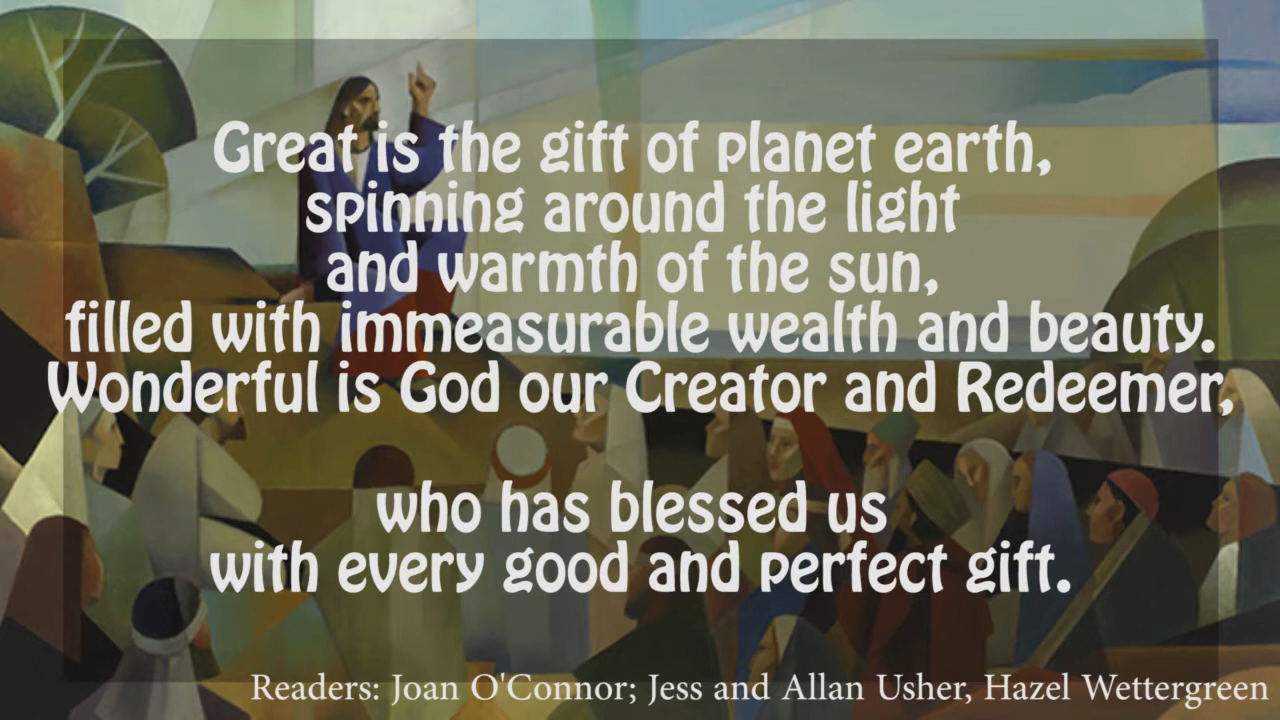 Great is the gift of planet earth,
spinning around the light
and warmth of the sun,
filled with immeasurable wealth and beauty.
Wonderful is God our Creator and Redeemer,
who has blessed us
with every good and perfect gift.
Readers: Joan O'Connor; Jess and Allan Usher, Hazel Wettergreen